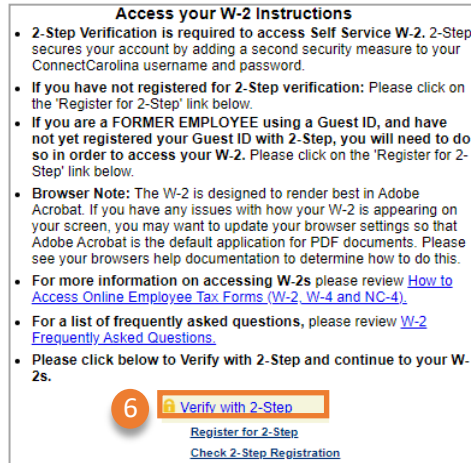 Access your W-2 Instructions
• 2-Step Verification is required to access Self Service W-2. 2-Step
secures your account by adding a second security measure to your
ConnectCarolina username and password.
• If you have not registered for 2-Step verification: Please click on
the 'Register for 2-Step' link below.
• If you are a FORMER EMPLOYEE using a Guest ID, and have
not yet registered your Guest ID with 2-Step, you will need to do
so in order to access your W-2. Please click on the 'Register for 2-
Step' link below.
• Browser Note: The W-2 is designed to render best in Adobe
Acrobat. If you have any issues with how your W-2 is appearing on
your screen, you may want to update your browser settings so that
Adobe Acrobat is the default application for PDF documents. Please
see your browsers help documentation to determine how to do this.
• For more information on accessing W-2s please review How to
Access Online Employee Tax Forms (W-2, W-4 and NC-4).
• For a list of frequently asked questions, please review W-2
Frequently Asked Questions.
• Please click below to Verify with 2-Step and continue to your W-
2s.
6 Verify with 2-Step
Register for 2-Step
Check 2-Step Registration